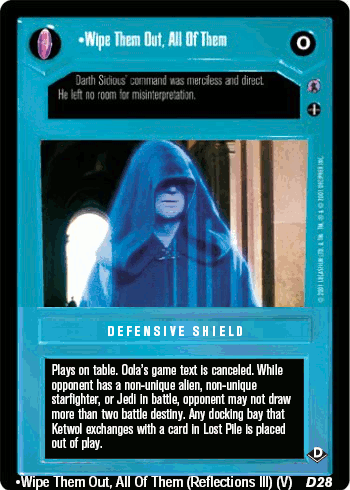 •Wipe Them Out, All Of Them
O
Darth Sidious' command was merciless and direct.
He left no room for misinterpretation.
DEFENSIVE SHIELD
Plays on table. Oola's game text is canceled. While
opponent has a non-unique alien, non-unique
starfighter, or Jedi in battle, opponent may not draw
more than two battle destiny. Any docking bay that
Ketwol exchanges with a card in Lost Pile is placed
out of play.
D
•Wipe Them Out, All Of Them (Reflections III) (V) D28